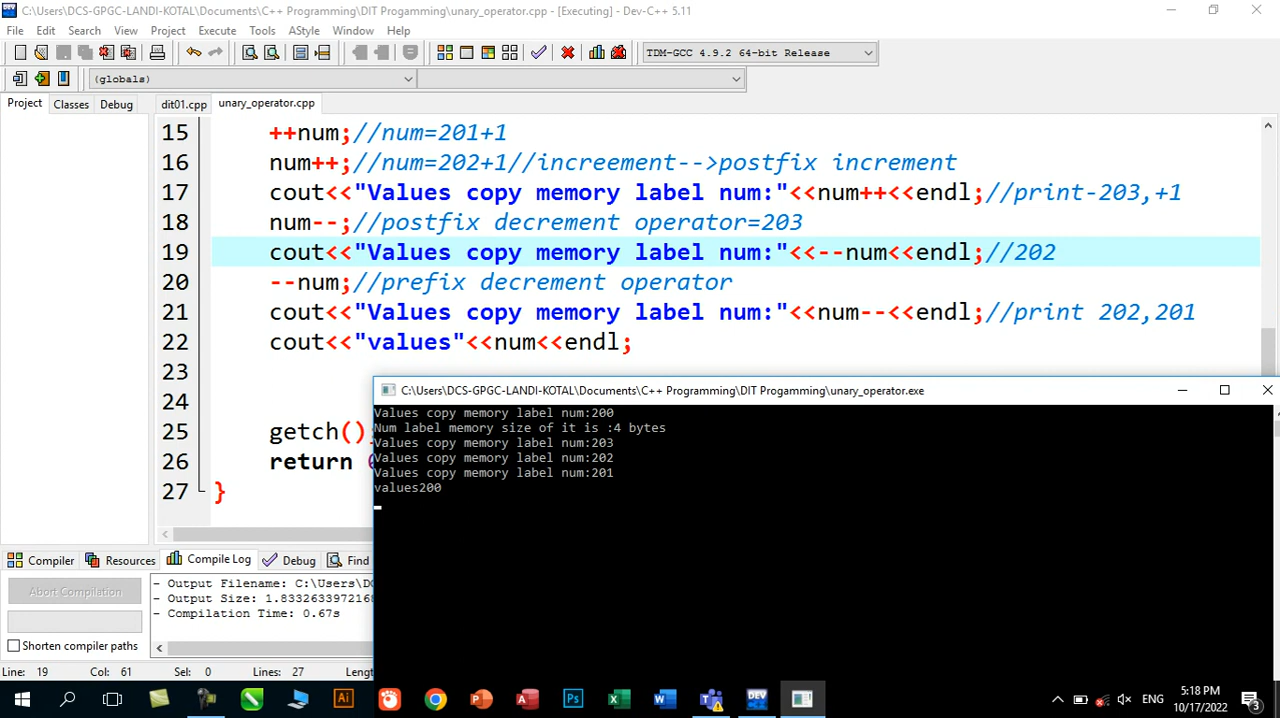 C:\Users\DCS-GPGC-LANDI-KOTAL\Documents\C++ Programming\DIT Progamming\unary_operator.cpp - [Executing] - Dev-C++ 5.11
File Edit Search View Project Execute Tools AStyle Window Help
TDM-GCC 4.9.2 64-bit Release
(globals)
Project Classes Debug dit01.cpp unary_operator.cpp
15 ++num;//num=201+1
16 num++;//num=202+1//increement-->postfix increment
17 cout<<"Values copy memory label num:"<<num++<<endl;//print-203,+1
18 num--;//postfix decrement operator=203
19 cout<<"Values copy memory label num:"<<--num<<endl;//202
20 --num;//prefix decrement operator
21 cout<<"Values copy memory label num:"<<num--<<endl;//print 202,201
22 cout<<"values"<<num<<endl;
23
24
25 getch();
26 return
27 }
C:\Users\DCS-GPGC-LANDI-KOTAL\Documents\C++ Programming\DIT Progamming\unary_operator.exe
Values copy memory label num:200
Num label memory size of it is :4 bytes
Values copy memory label num:203
Values copy memory label num:202
Values copy memory label num:201
values200
Compiler Resources Compile Log Debug Find
Abort Compilation
Shorten compiler paths
- Output Filename: C:\Users\DC
- Output Size: 1.833263397216
- Compilation Time: 0.67s
Line: 19 Col: 61 Sel: 0 Lines: 27 Lengt
Ai Ps DEV
ENG
5:18 PM
10/17/2022
3